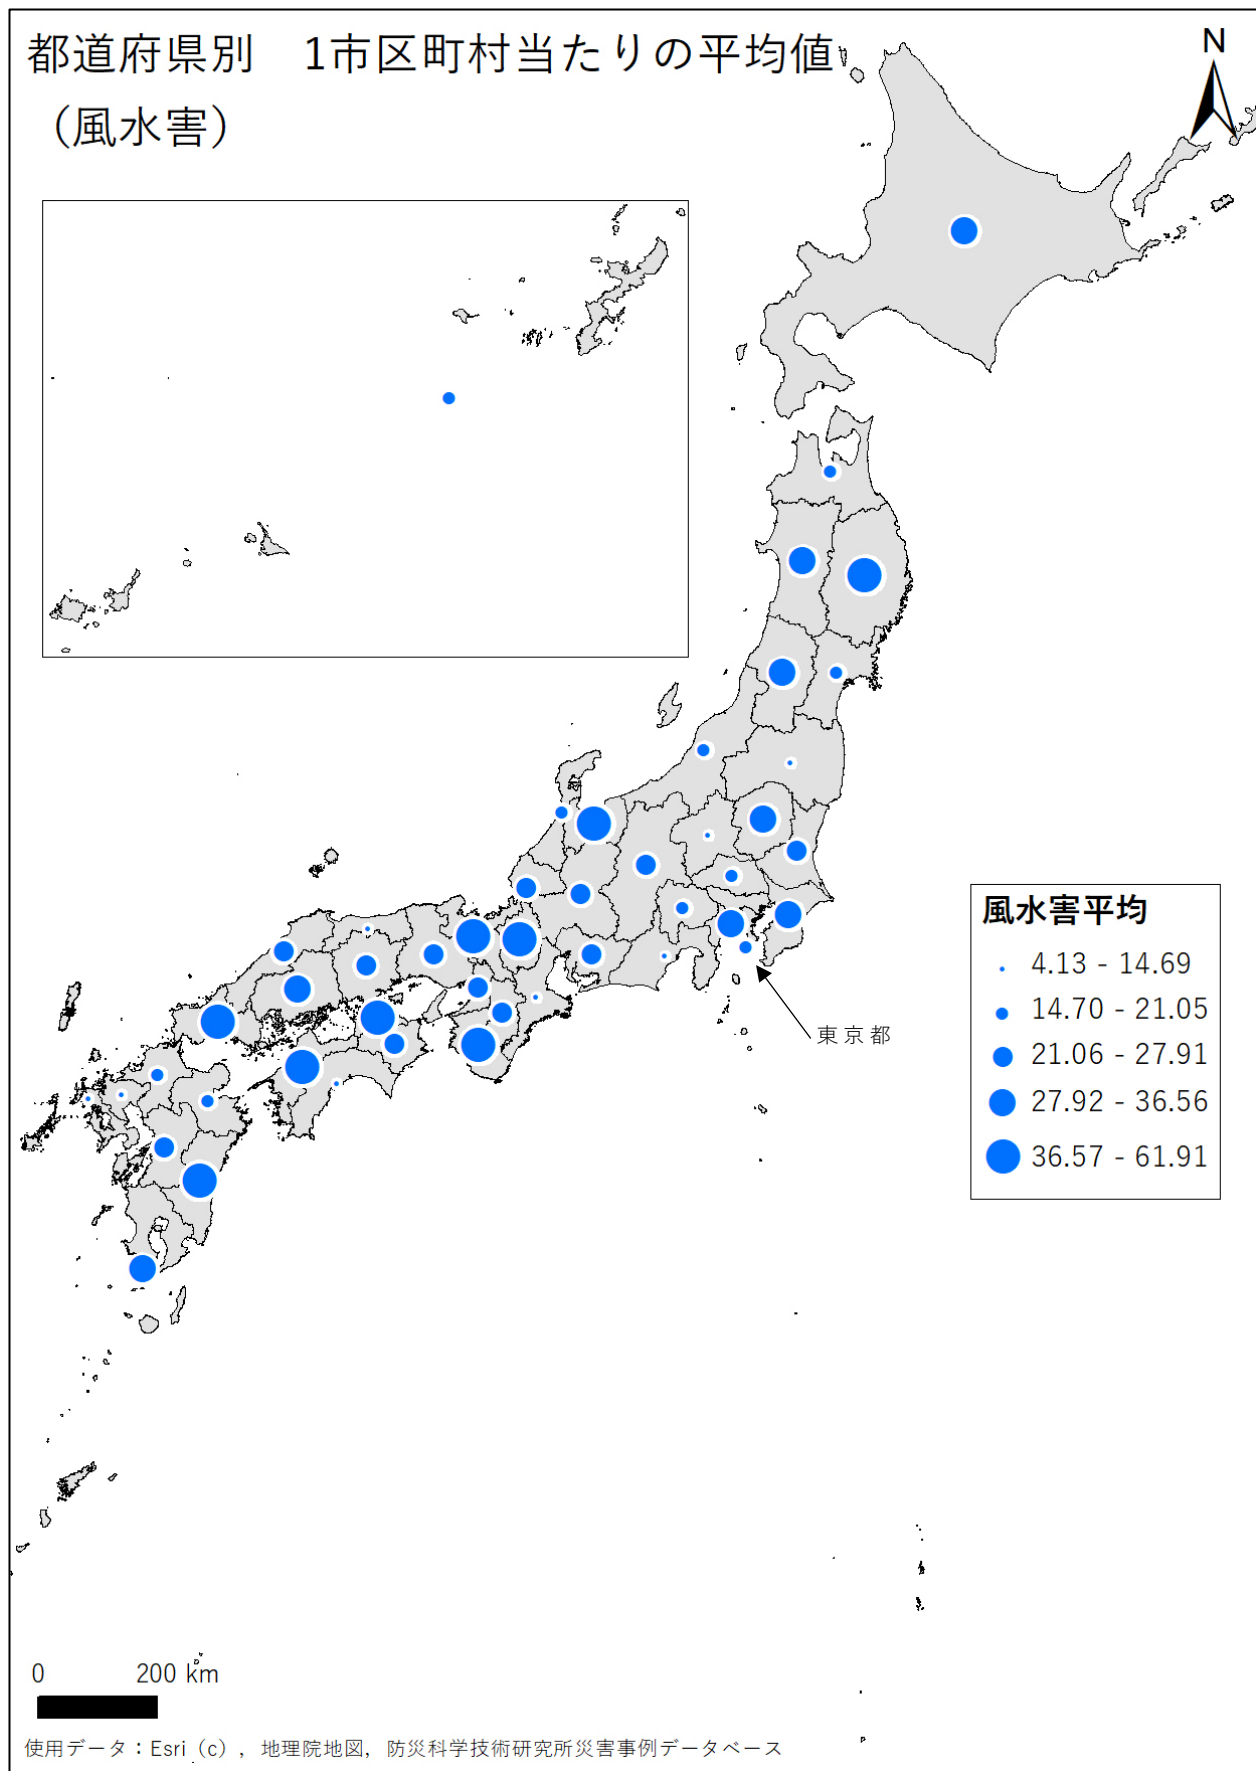 都道府県別　1市区町村当たりの平均値
（風水害）
N
風水害平均
4.13 - 14.69
14.70 - 21.05
21.06 - 27.91
27.92 - 36.56
36.57 - 61.91
東京都
0 200 km
使用データ：Esri（c），地理院地図，防災科学技術研究所災害事例データベース